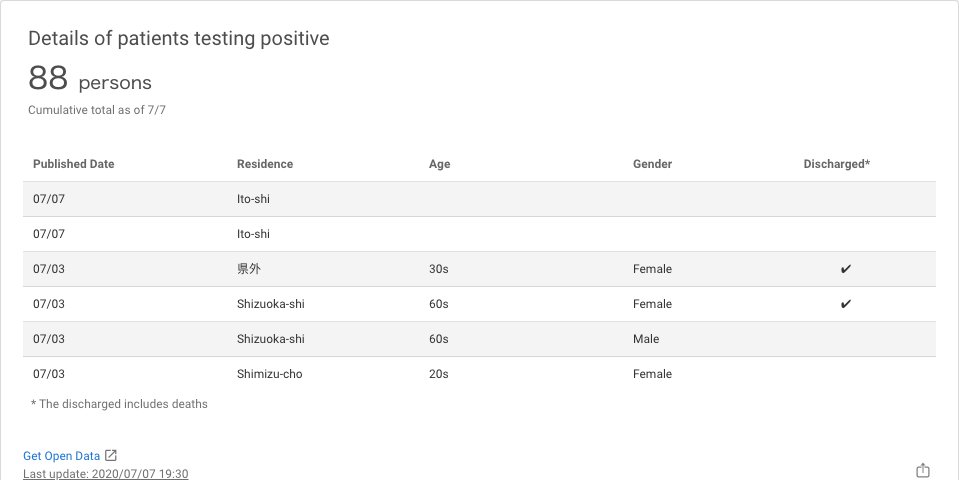 Details of patients testing positive
88 persons
Cumulative total as of 7/7
Published Date Residence Age Gender Discharged*
07/07 Ito-shi
07/07 Ito-shi
07/03 県外 30s Female ✔
07/03 Shizuoka-shi 60s Female ✔
07/03 Shizuoka-shi 60s Male
07/03 Shimizu-cho 20s Female
* The discharged includes deaths
Get Open Data
Last update: 2020/07/07 19:30